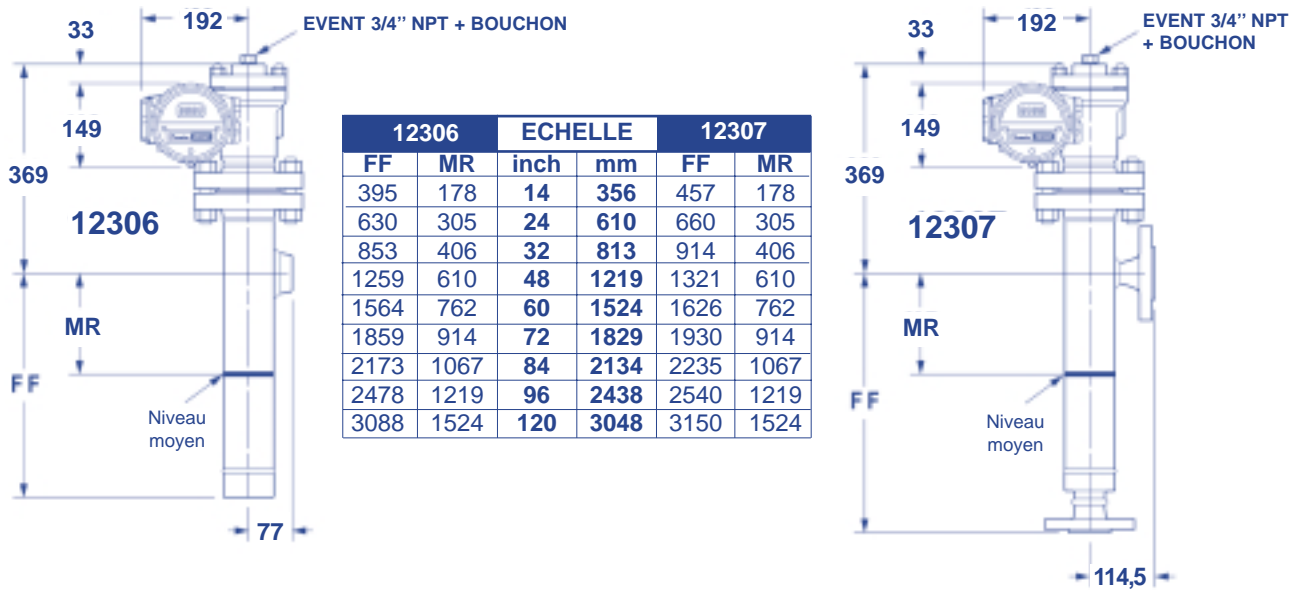 33
192
EVENT 3/4’’ NPT + BOUCHON
149
369
12306
MR
FF
Niveau
moyen
77
12306 ECHELLE 12307
FF MR inch mm FF MR
395 178 14 356 457 178
630 305 24 610 660 305
853 406 32 813 914 406
1259 610 48 1219 1321 610
1564 762 60 1524 1626 762
1859 914 72 1829 1930 914
2173 1067 84 2134 2235 1067
2478 1219 96 2438 2540 1219
3088 1524 120 3048 3150 1524
33
192
EVENT 3/4’’ NPT
+ BOUCHON
149
369
12307
MR
FF
Niveau
moyen
114,5